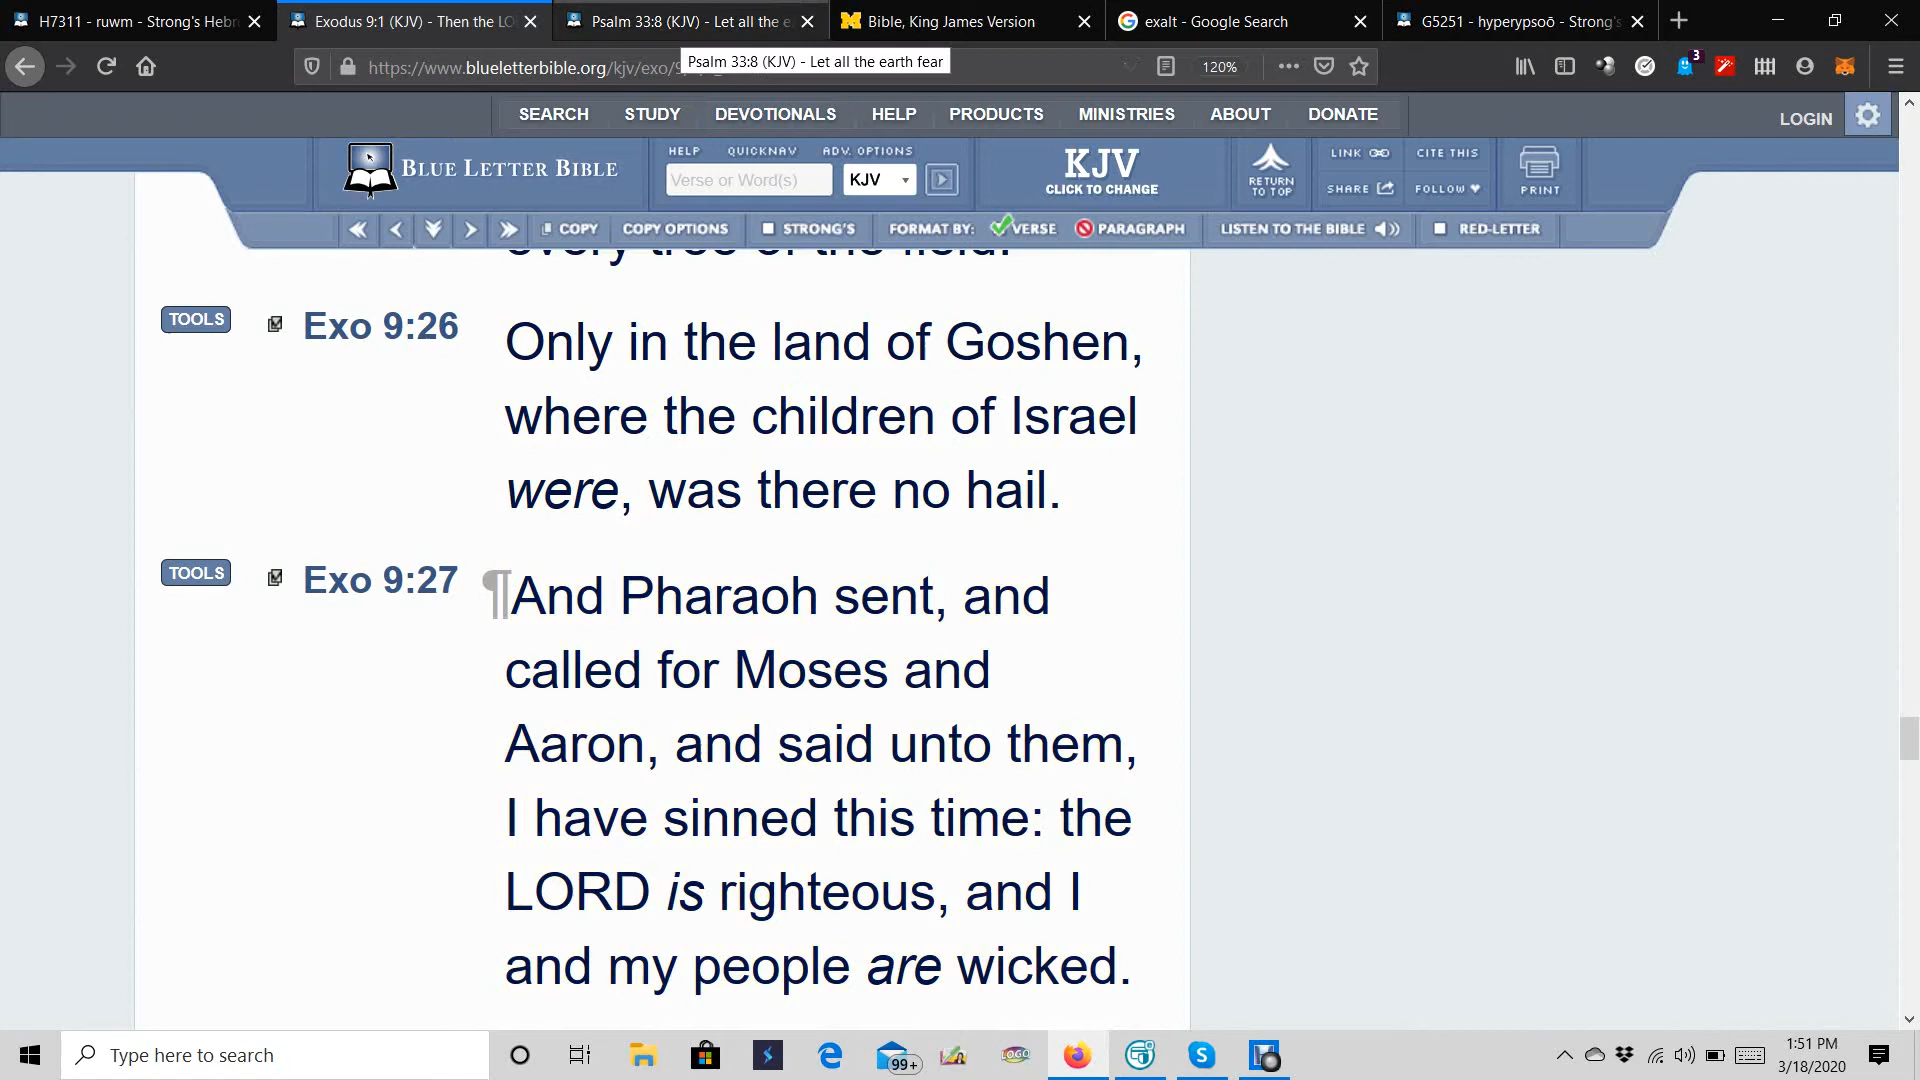 H7311 - ruwm - Strong's Hebr
Exodus 9:1 (KJV) - Then the LO
Psalm 33:8 (KJV) - Let all the e
Bible, King James Version
exalt - Google Search
G5251 - hyperypsoō - Strong's
https://www.blueletterbible.org/kjv/exo/9
Psalm 33:8 (KJV) - Let all the earth fear
120%
3
SEARCH STUDY DEVOTIONALS HELP PRODUCTS MINISTRIES ABOUT DONATE
LOGIN
BLUE LETTER BIBLE
HELP QUICKNAV ADV. OPTIONS
Verse or Word(s)
KJV
KJV
CLICK TO CHANGE
RETURN
TO TOP
LINK
CITE THIS
SHARE
FOLLOW
PRINT
COPY
COPY OPTIONS
STRONG'S
FORMAT BY:
VERSE
PARAGRAPH
LISTEN TO THE BIBLE
RED-LETTER
every tree of the field.
TOOLS
Exo 9:26
Only in the land of Goshen,
where the children of Israel
were, was there no hail.
TOOLS
Exo 9:27
¶And Pharaoh sent, and
called for Moses and
Aaron, and said unto them,
I have sinned this time: the
LORD is righteous, and I
and my people are wicked.
Type here to search
99+
LOGO
1:51 PM
3/18/2020